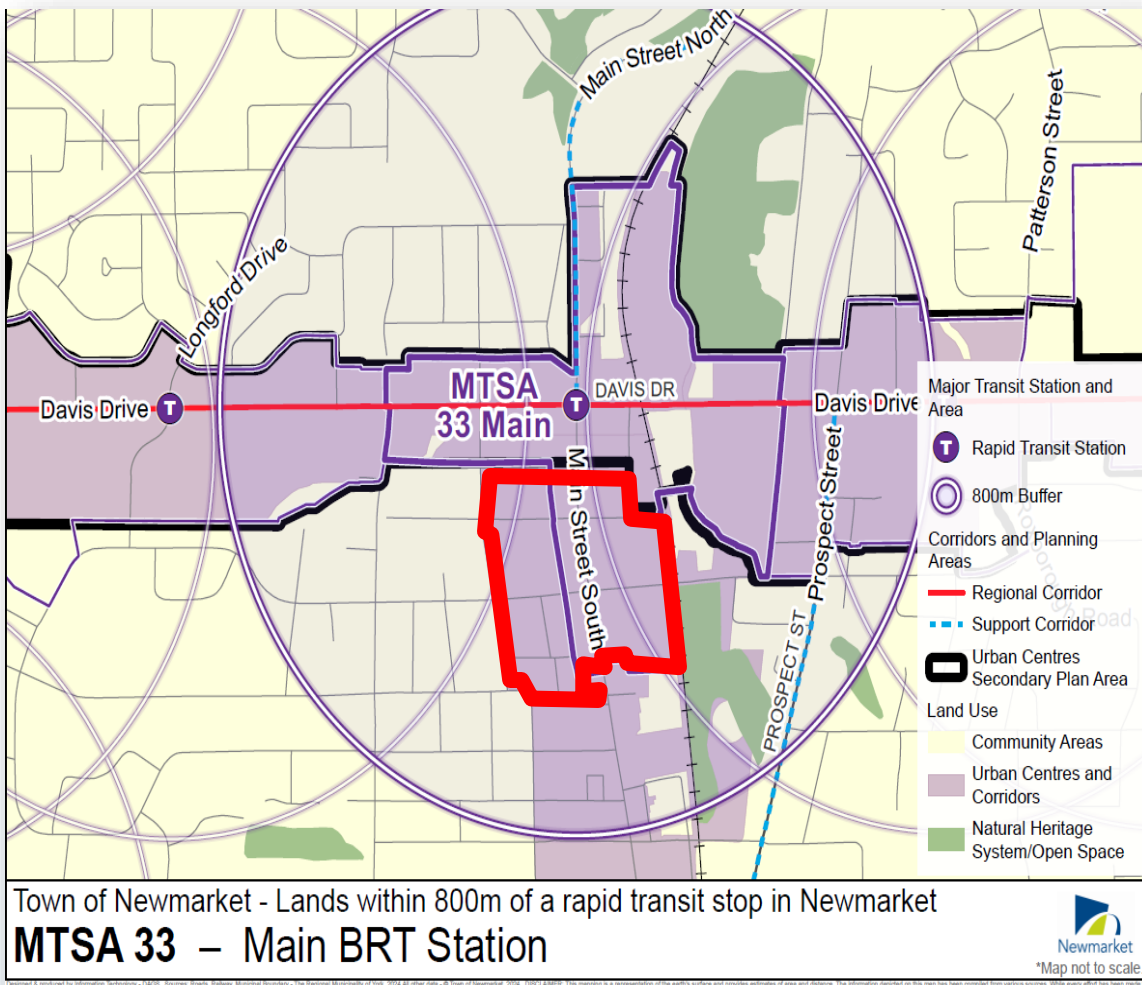 Main Street North
Patterson Street
Longford Drive
MTSA
33 Main
T
DAVIS DR
Davis Drive
T
Davis Drive
Main Street South
Prospect Street
PROSPECT ST
Road
Major Transit Station and
Area
T Rapid Transit Station
800m Buffer
Corridors and Planning
Areas
Regional Corridor
Support Corridor
Urban Centres
Secondary Plan Area
Land Use
Community Areas
Urban Centres and
Corridors
Natural Heritage
System/Open Space
Town of Newmarket - Lands within 800m of a rapid transit stop in Newmarket
MTSA 33 – Main BRT Station
Newmarket
*Map not to scale